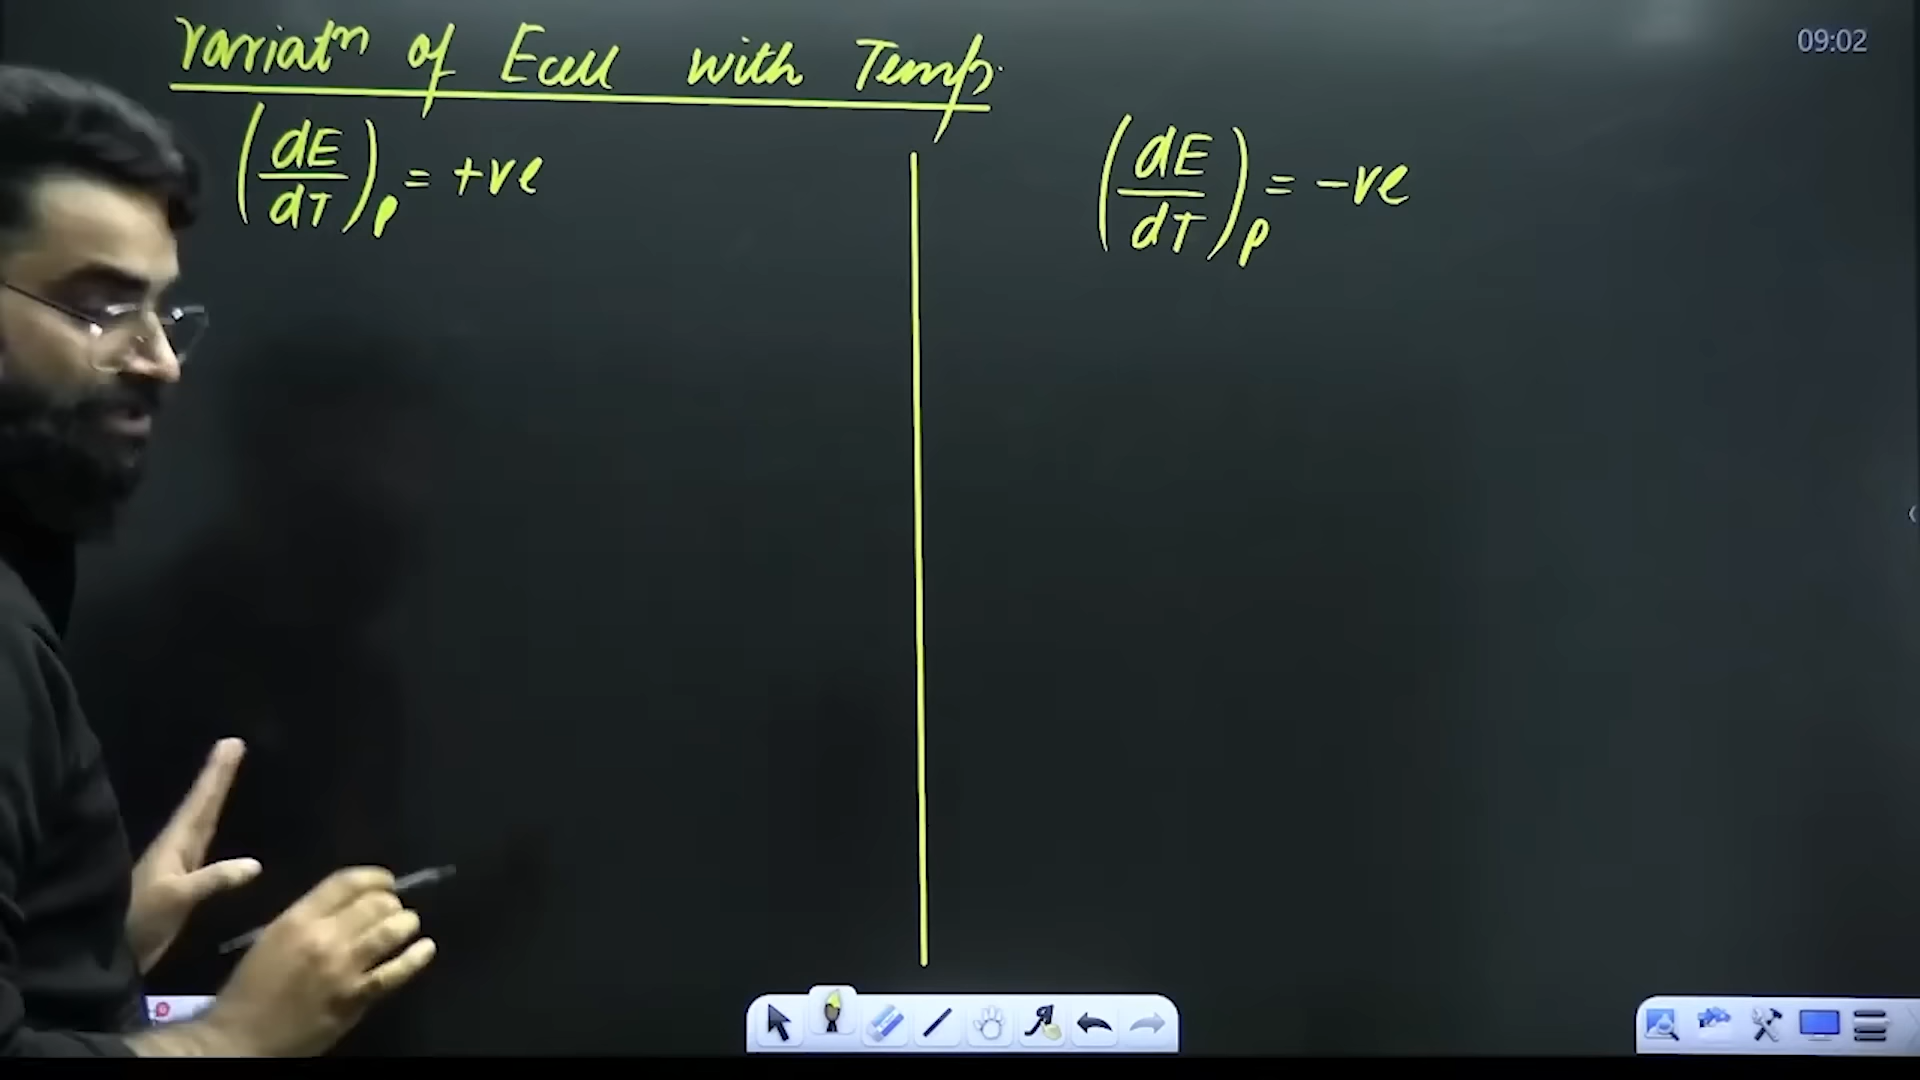 Variatn of Ecell with Temp.
09:02
(dE/dT)p = +ve
(dE/dT)p = -ve